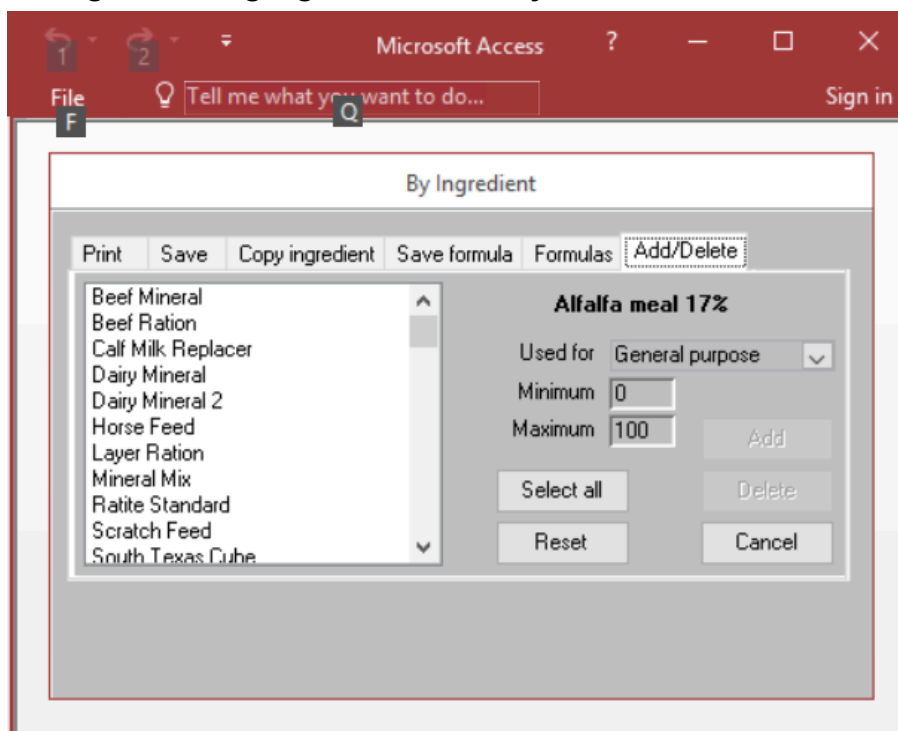 Microsoft Access ?
1 2
File Tell me what you want to do... Sign in
F Q
By Ingredient
Print Save Copy ingredient Save formula Formulas Add/Delete
Beef Mineral
Beef Ration
Calf Milk Replacer
Dairy Mineral
Dairy Mineral 2
Horse Feed
Layer Ration
Mineral Mix
Ratite Standard
Scratch Feed
South Texas Cube
Alfalfa meal 17%
Used for General purpose
Minimum 0
Maximum 100
Add
Select all Delete
Reset Cancel